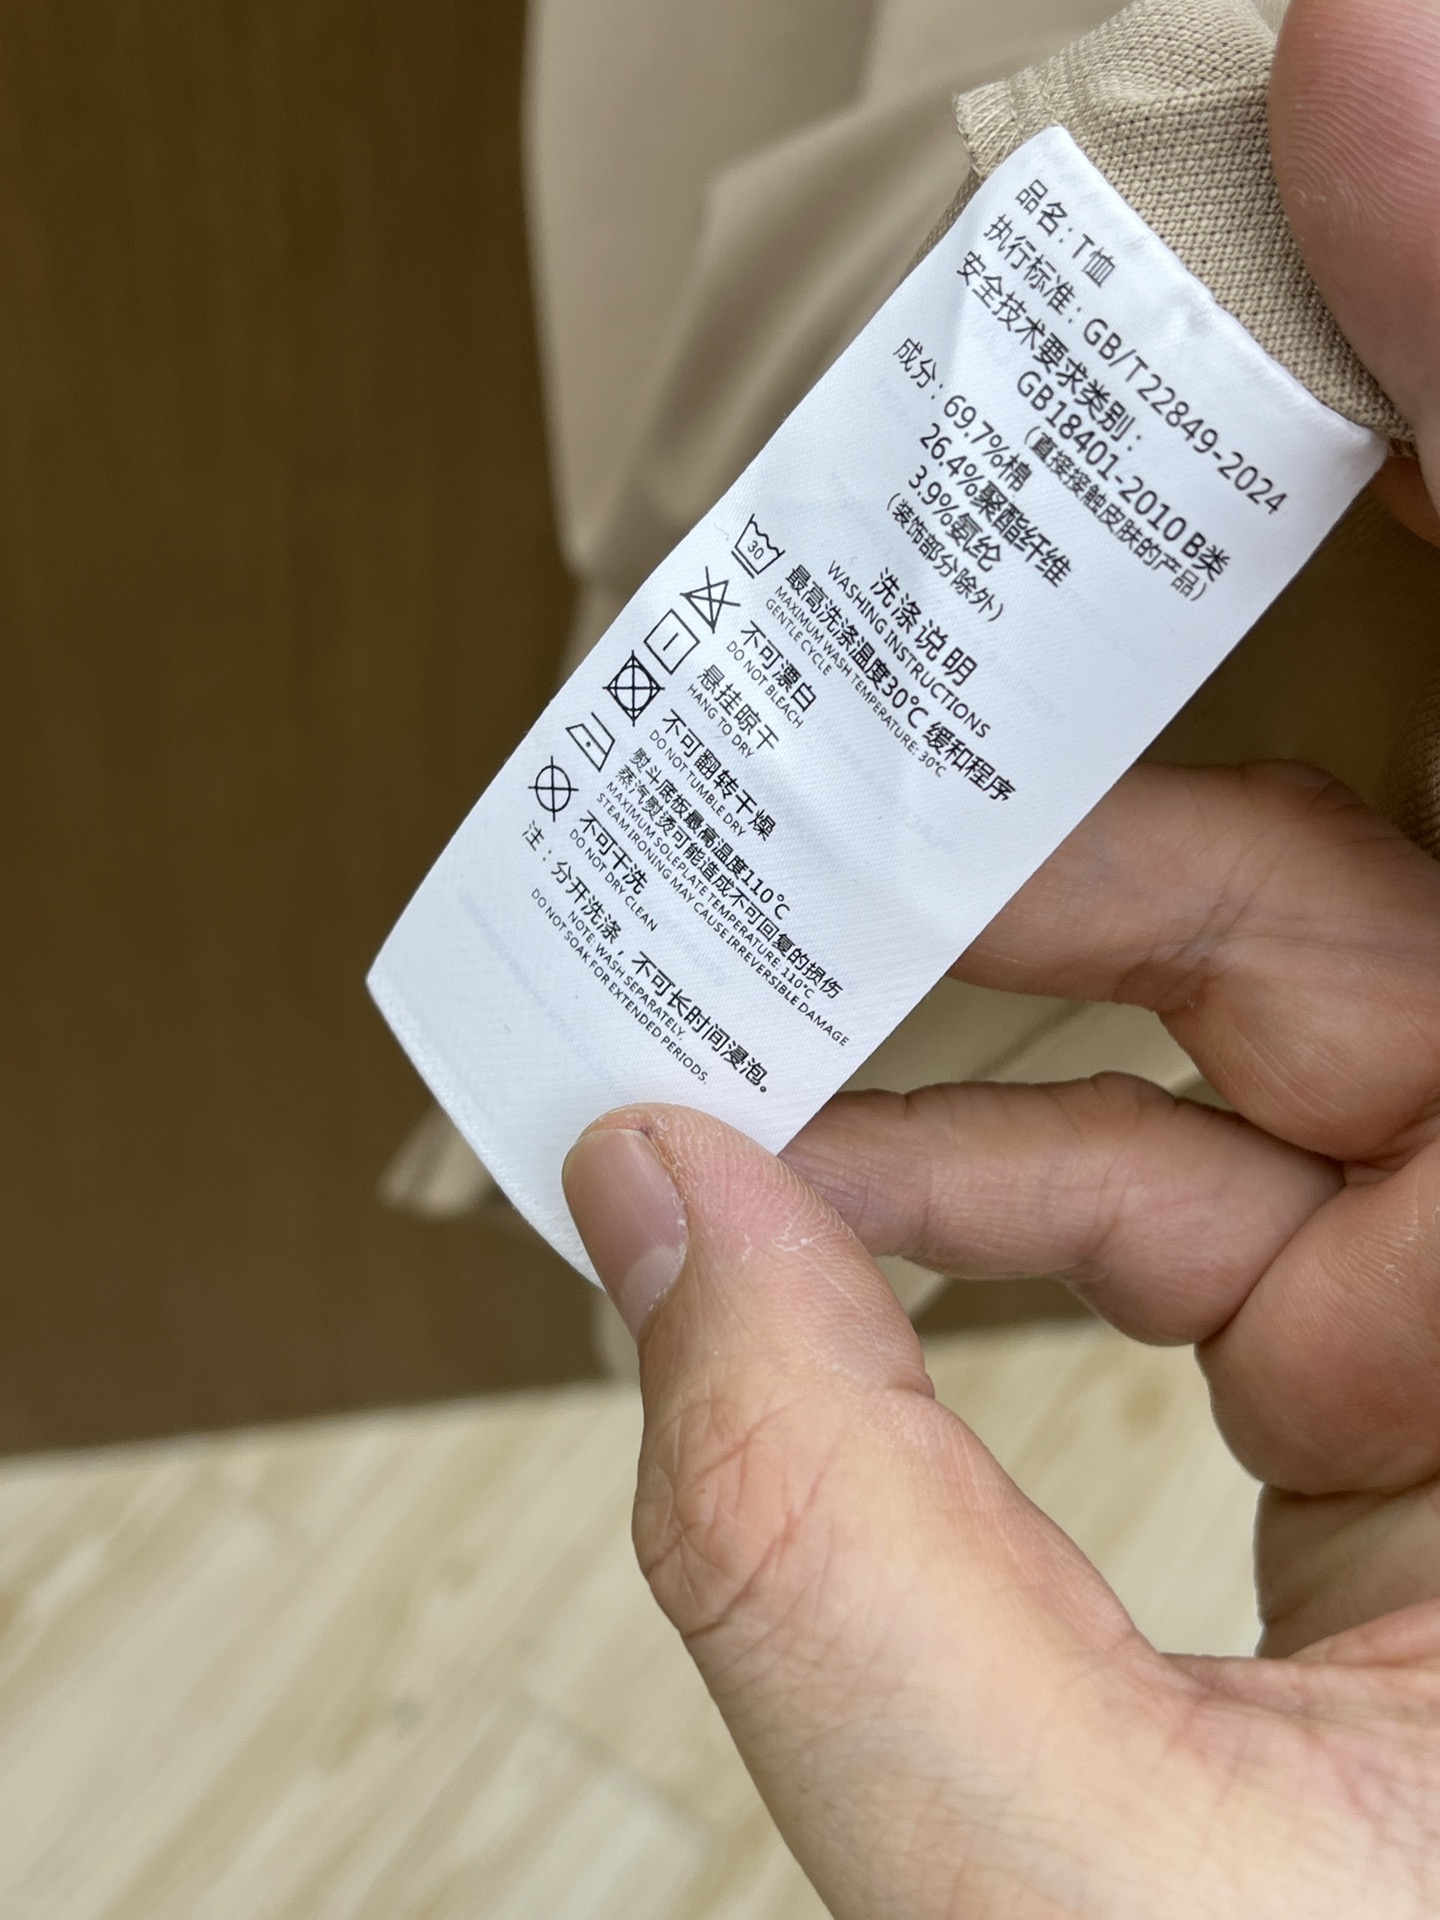 品名：T恤
执行标准：GB/T22849-2024
安全技术要求类别：
GB18401-2010 B类
(直接接触皮肤的产品)
成分：69.7%棉
26.4%聚酯纤维
3.9%氨纶
(装饰部分除外)
洗涤说明
WASHING INSTRUCTIONS
30
最高洗涤温度30℃ 缓和程序
MAXIMUM WASH TEMPERATURE: 30℃
GENTLE CYCLE
不可漂白
DO NOT BLEACH
悬挂晾干
HANG TO DRY
不可翻转干燥
DO NOT TUMBLE DRY
熨斗底板最高温度110℃
蒸汽熨烫可能造成不可回复的损伤
MAXIMUM SOLEPLATE TEMPERATURE: 110℃
STEAM IRONING MAY CAUSE IRREVERSIBLE DAMAGE
不可干洗
DO NOT DRY CLEAN
注：分开洗涤，不可长时间浸泡。
NOTE: WASH SEPARATELY,
DO NOT SOAK FOR EXTENDED PERIODS.